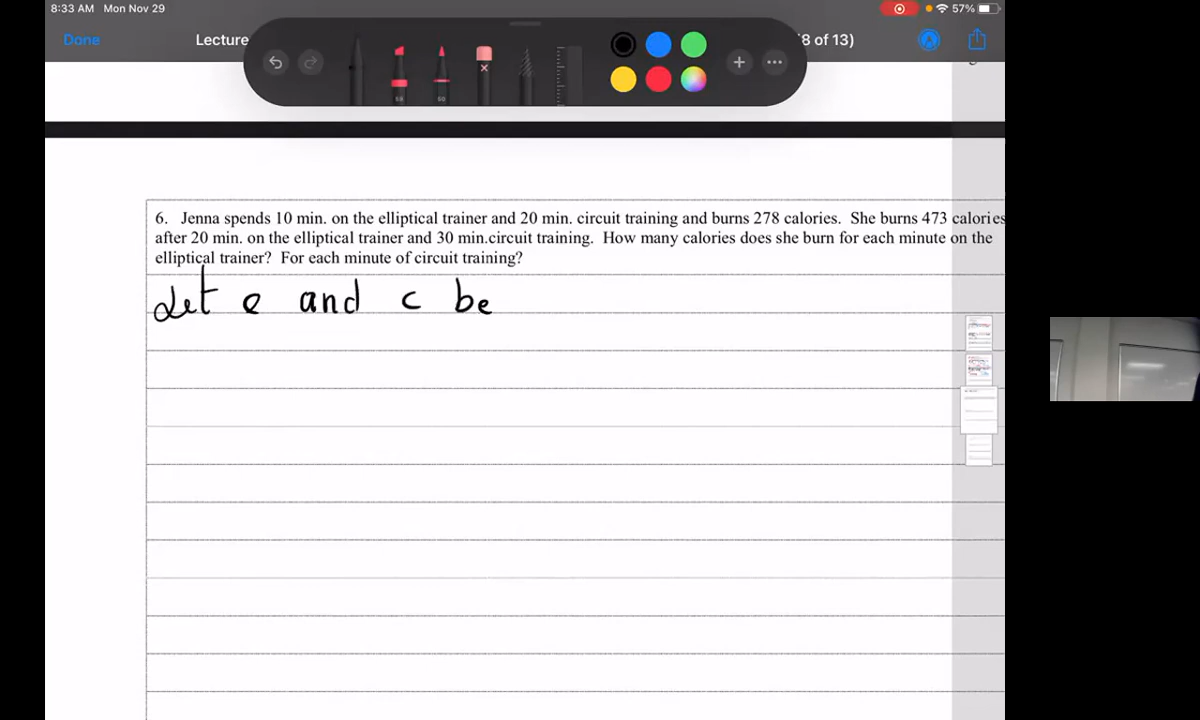 8:33 AM Mon Nov 29
57%
Done
Lecture
8 of 13)
6. Jenna spends 10 min. on the elliptical trainer and 20 min. circuit training and burns 278 calories. She burns 473 calories
after 20 min. on the elliptical trainer and 30 min.circuit training. How many calories does she burn for each minute on the
elliptical trainer? For each minute of circuit training?
Let e and c be